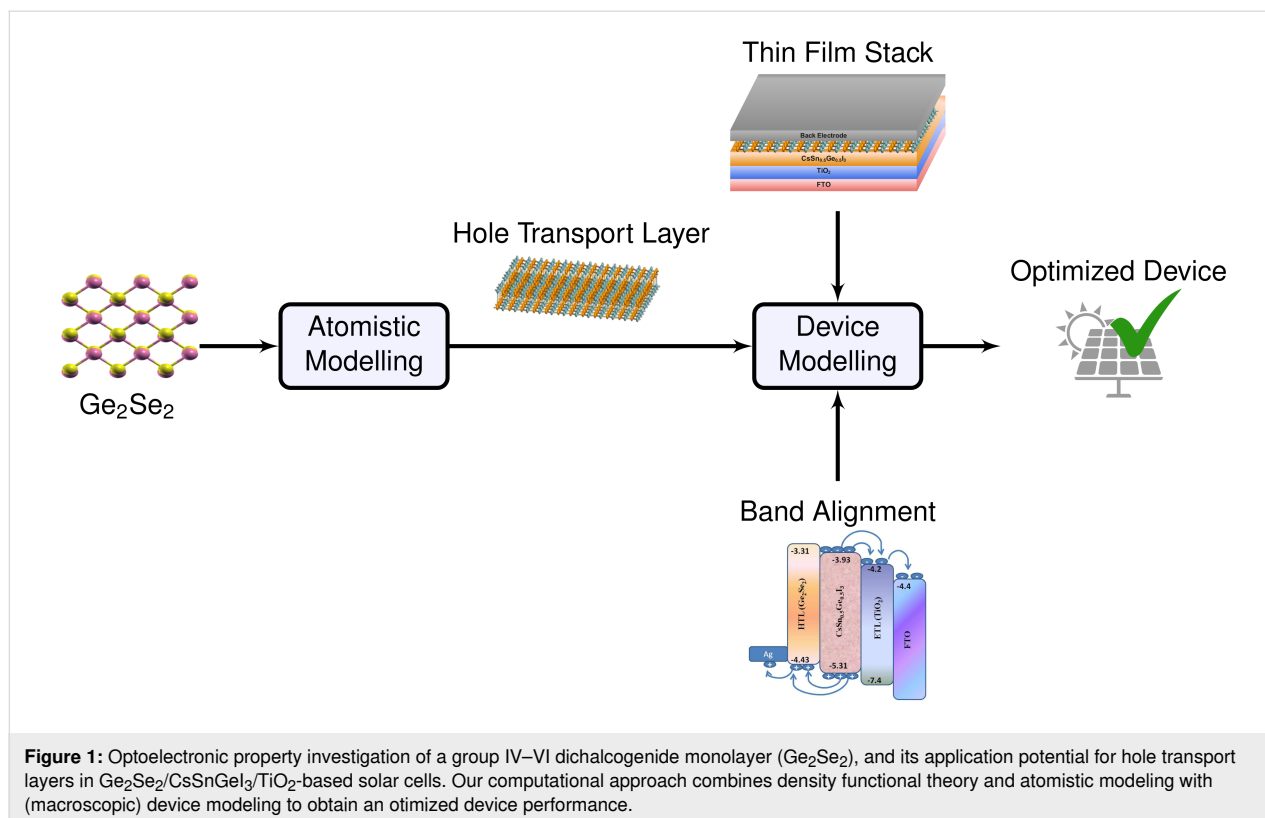 Thin Film Stack
Back Electrode
CsSn₀.₅Ge₀.₅I₃
TiO₂
FTO
Hole Transport Layer
Optimized Device
Atomistic
Modelling
Device
Modelling
Ge₂Se₂
Band Alignment
-3.31
-3.93
-4.2
-4.4
HTL (Ge₂Se₂)
CsSn₀.₅Ge₀.₅I₃
ETL (TiO₂)
FTO
Ag
-4.43
-5.31
-7.4
Figure 1: Optoelectronic property investigation of a group IV–VI dichalcogenide monolayer (Ge₂Se₂), and its application potential for hole transport
layers in Ge₂Se₂/CsSnGeI₃/TiO₂-based solar cells. Our computational approach combines density functional theory and atomistic modeling with
(macroscopic) device modeling to obtain an otimized device performance.